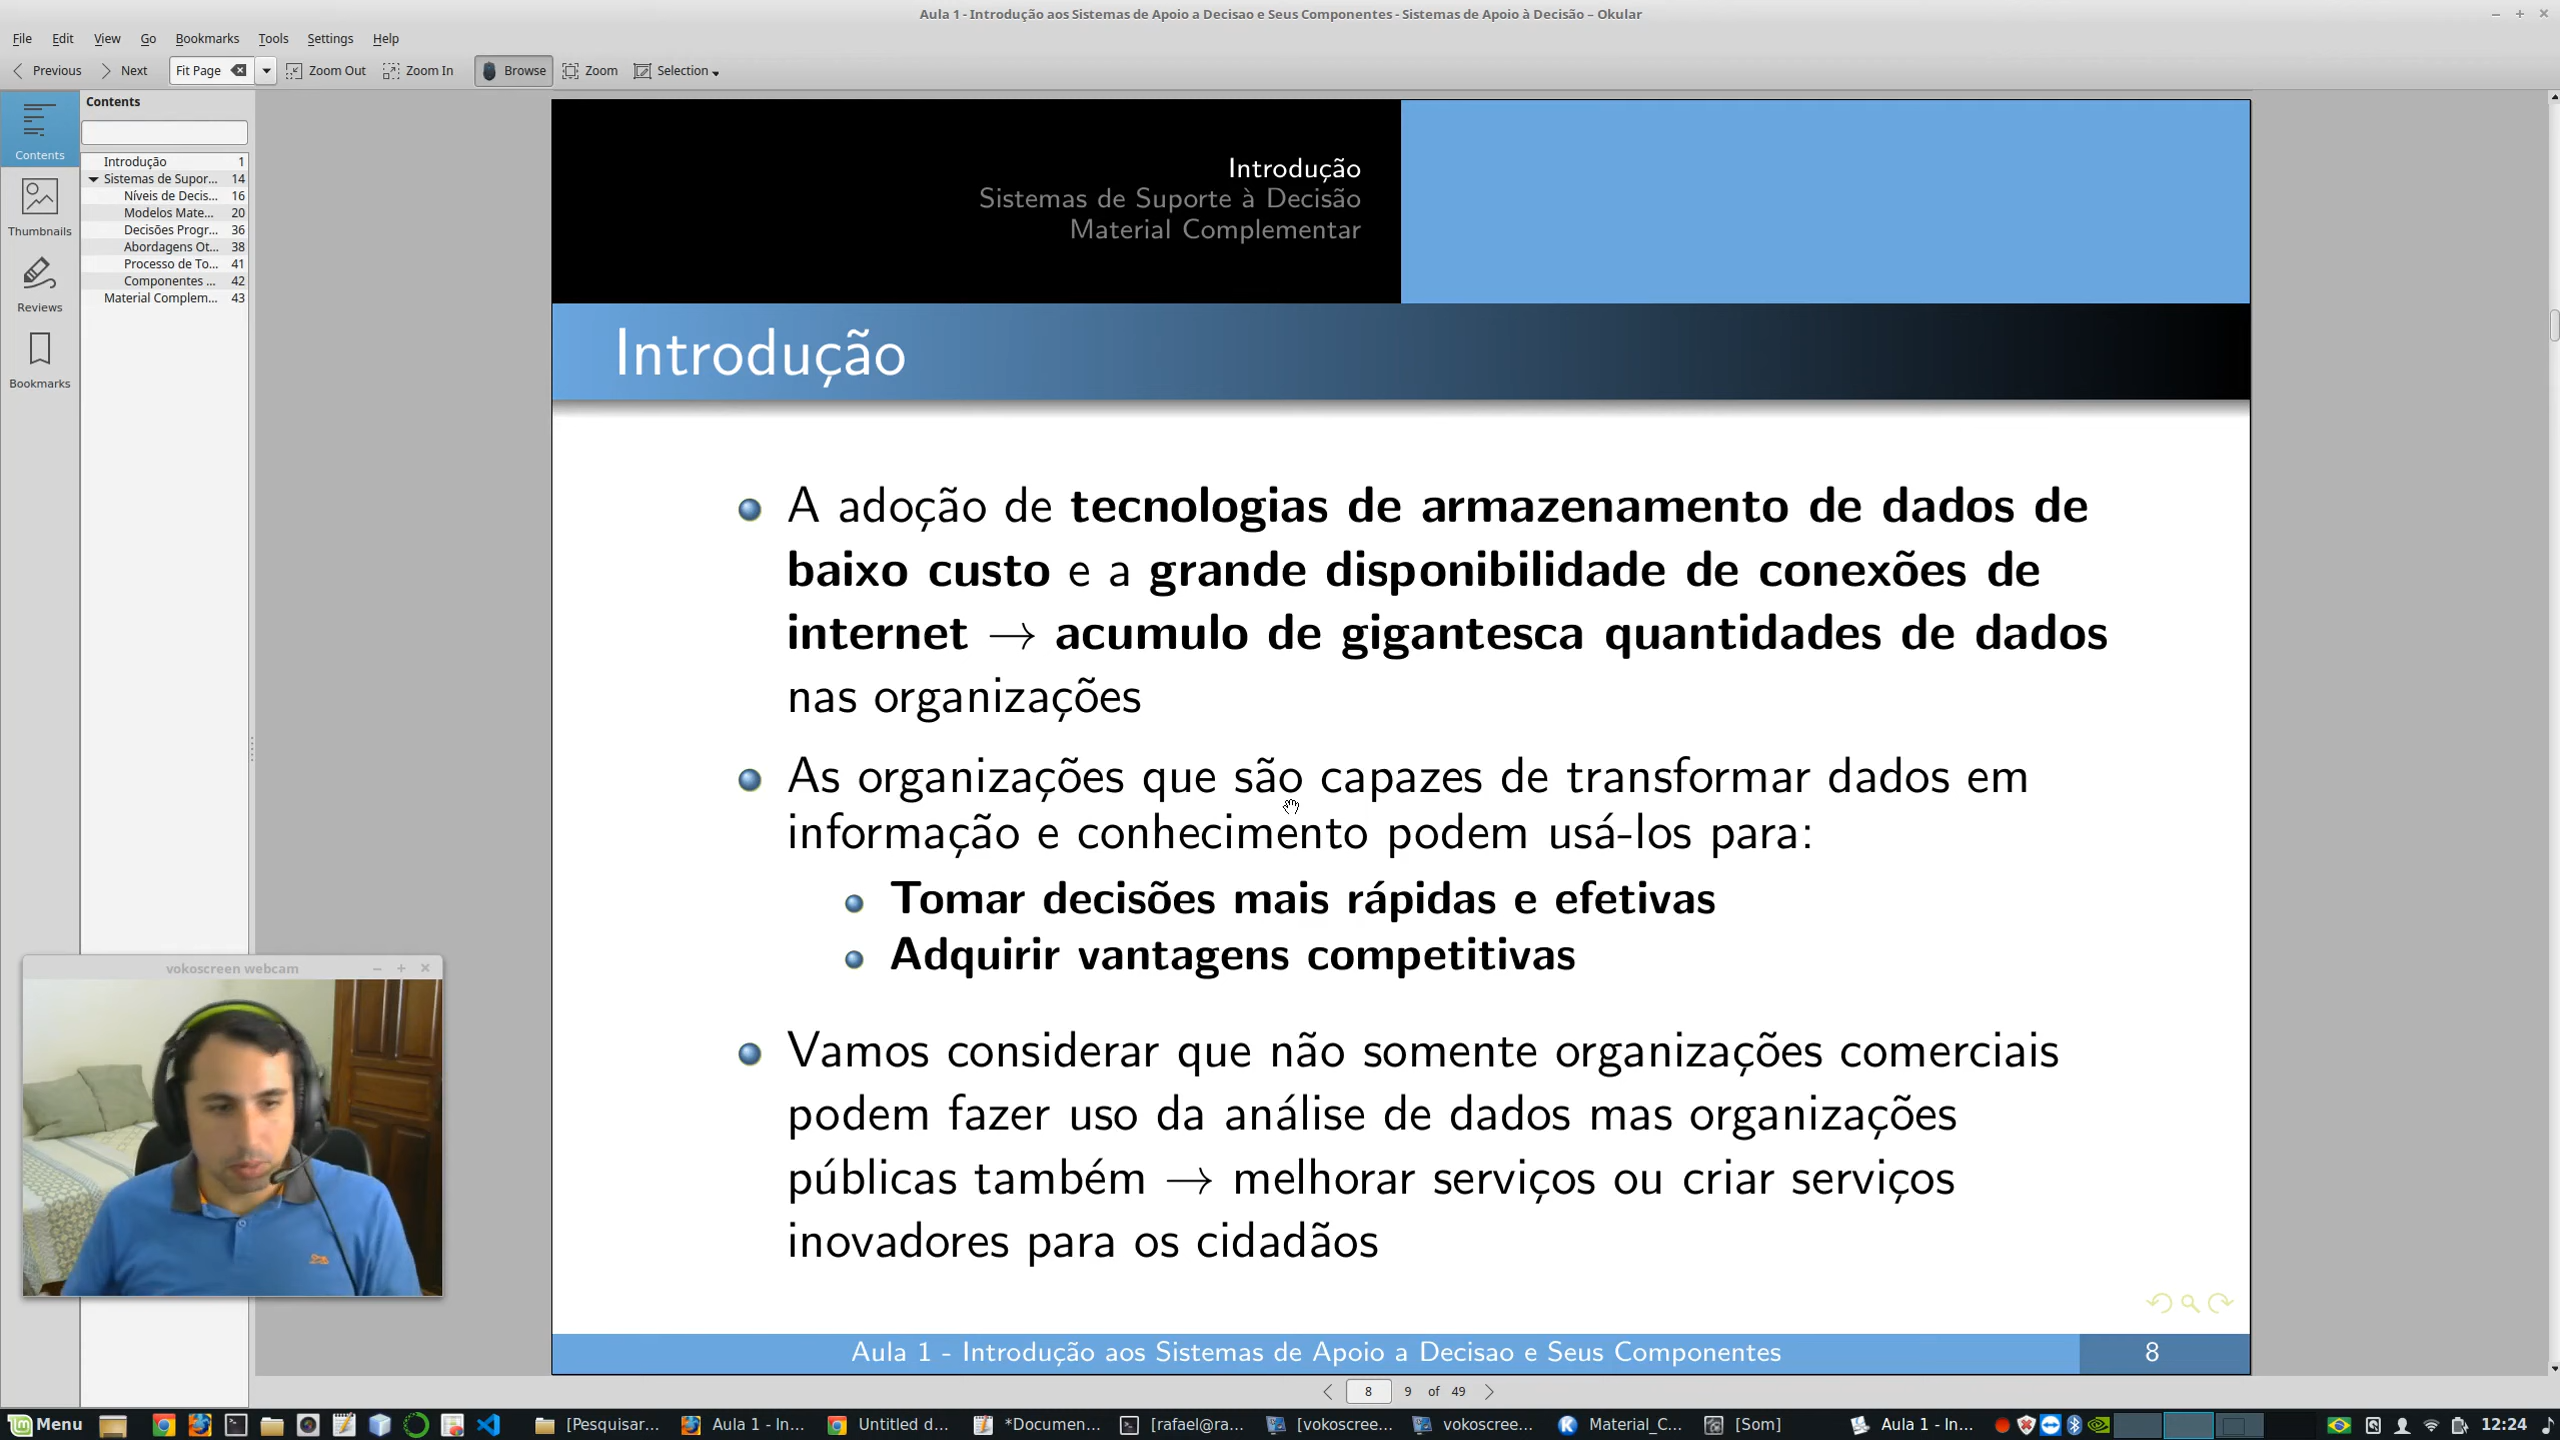 Aula 1 - Introdução aos Sistemas de Apoio a Decisao e Seus Componentes - Sistemas de Apoio à Decisão – Okular
File Edit View Go Bookmarks Tools Settings Help
Previous Next Fit Page Zoom Out Zoom In Browse Zoom Selection
Contents
Contents
Thumbnails
Reviews
Bookmarks
Introdução 1
Sistemas de Supor... 14
Níveis de Decis... 16
Modelos Mate... 20
Decisões Progr... 36
Abordagens Ot... 38
Processo de To... 41
Componentes ... 42
Material Complem... 43
Introdução
Sistemas de Suporte à Decisão
Material Complementar
Introdução
A adoção de tecnologias de armazenamento de dados de
baixo custo e a grande disponibilidade de conexões de
internet → acumulo de gigantesca quantidades de dados
nas organizações
As organizações que são capazes de transformar dados em
informação e conhecimento podem usá-los para:
Tomar decisões mais rápidas e efetivas
Adquirir vantagens competitivas
Vamos considerar que não somente organizações comerciais
podem fazer uso da análise de dados mas organizações
públicas também → melhorar serviços ou criar serviços
inovadores para os cidadãos
Aula 1 - Introdução aos Sistemas de Apoio a Decisao e Seus Componentes 8
vokoscreen webcam
8 9 of 49
Menu [Pesquisar... Aula 1 - In... Untitled d... *Documen... [rafael@ra... [vokoscree... vokoscree... Material_C... [Som] Aula 1 - In... 12:24